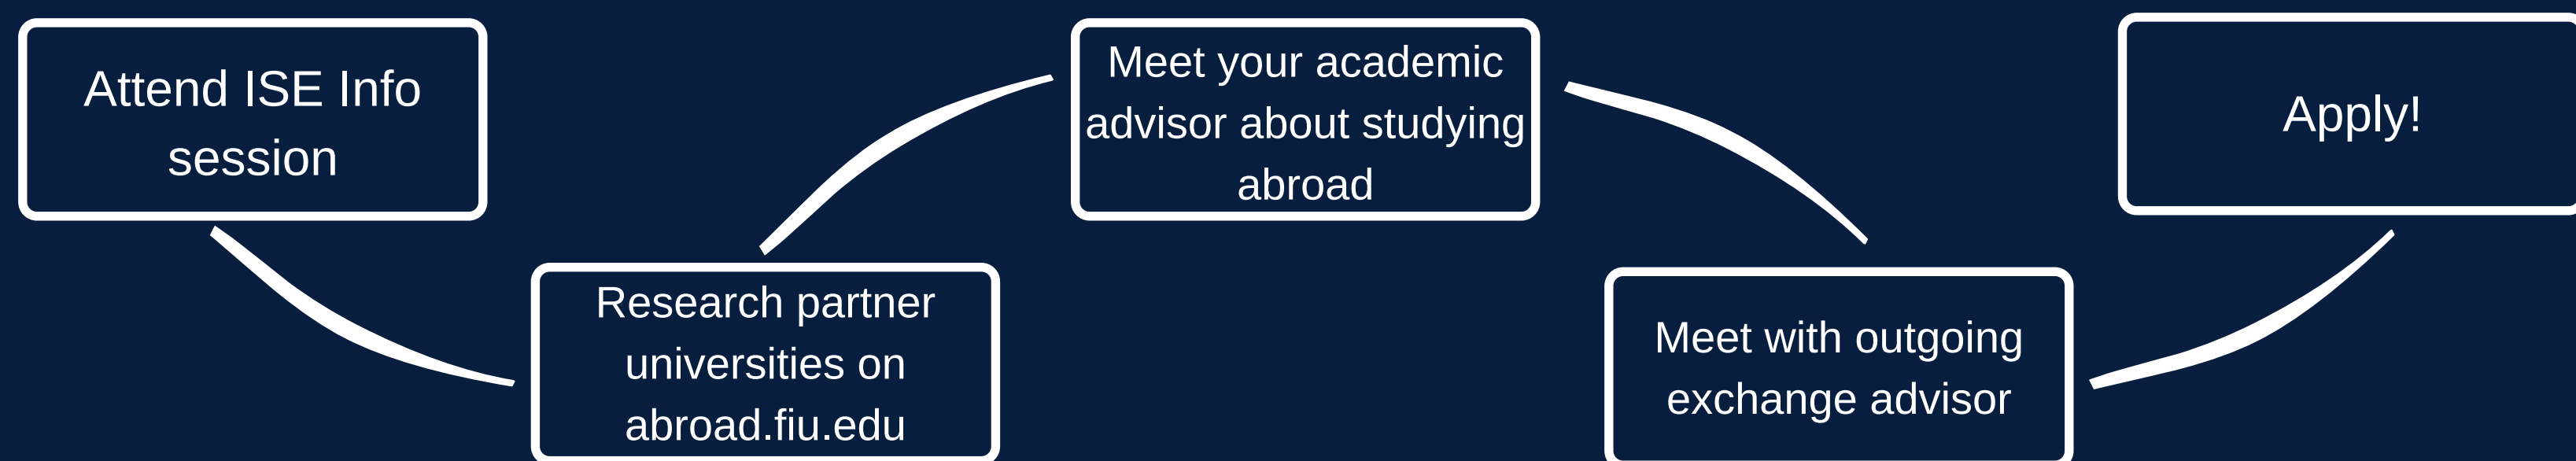 Attend ISE Info
session
Research partner
universities on
abroad.fiu.edu
Meet your academic
advisor about studying
abroad
Meet with outgoing
exchange advisor
Apply!